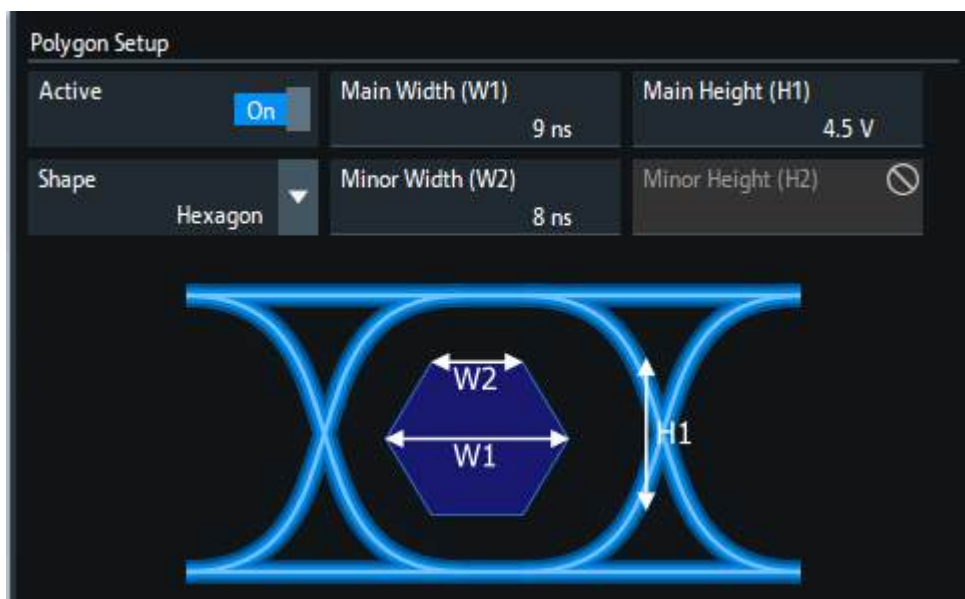 Polygon Setup
Active
On
Main Width (W1)
9 ns
Main Height (H1)
4.5 V
Shape
Hexagon
Minor Width (W2)
8 ns
Minor Height (H2)
W2
W1
H1